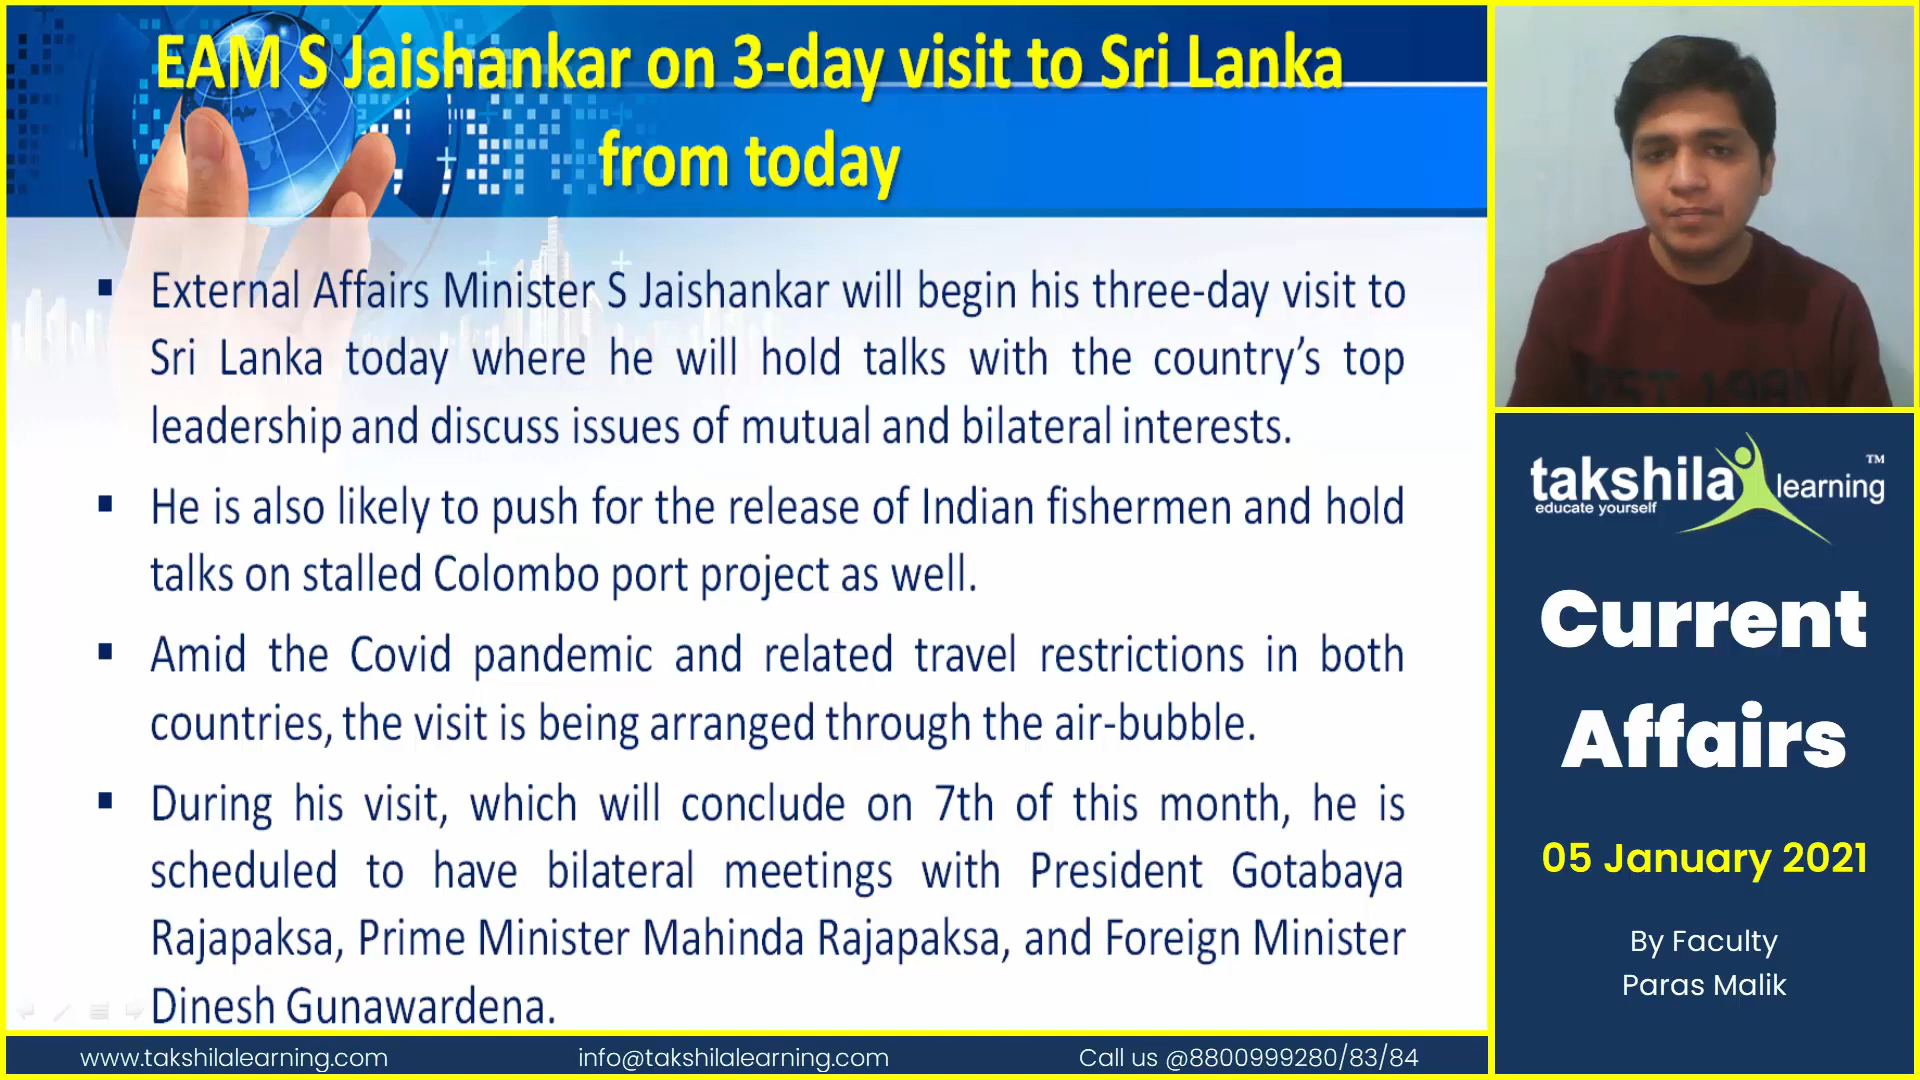 EAM S Jaishankar on 3-day visit to Sri Lanka
from today
▪ External Affairs Minister S Jaishankar will begin his three-day visit to
Sri Lanka today where he will hold talks with the country’s top
leadership and discuss issues of mutual and bilateral interests.
▪ He is also likely to push for the release of Indian fishermen and hold
talks on stalled Colombo port project as well.
▪ Amid the Covid pandemic and related travel restrictions in both
countries, the visit is being arranged through the air-bubble.
▪ During his visit, which will conclude on 7th of this month, he is
scheduled to have bilateral meetings with President Gotabaya
Rajapaksa, Prime Minister Mahinda Rajapaksa, and Foreign Minister
Dinesh Gunawardena.
takshila learning TM
educate yourself
Current
Affairs
05 January 2021
By Faculty
Paras Malik
www.takshilalearning.com
info@takshilalearning.com
Call us @8800999280/83/84